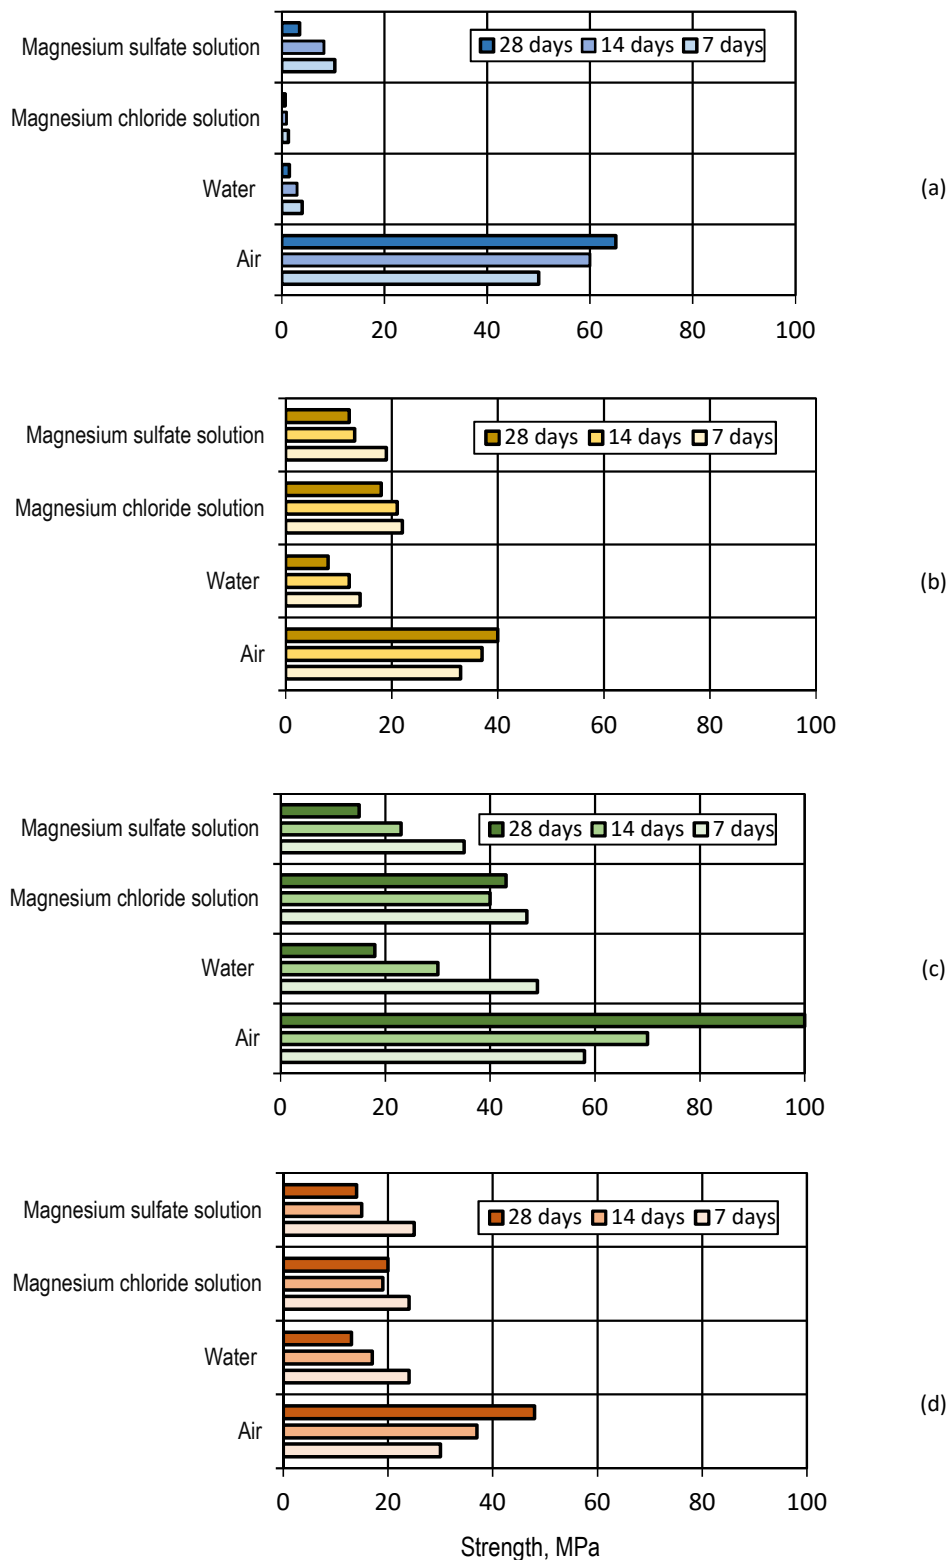 Magnesium sulfate solution
28 days 14 days 7 days
Magnesium chloride solution
Water
(a)
Air
0 20 40 60 80 100
Magnesium sulfate solution
28 days 14 days 7 days
Magnesium chloride solution
Water
(b)
Air
0 20 40 60 80 100
Magnesium sulfate solution
28 days 14 days 7 days
Magnesium chloride solution
Water
(c)
Air
0 20 40 60 80 100
Magnesium sulfate solution
28 days 14 days 7 days
Magnesium chloride solution
Water
(d)
Air
0 20 40 60 80 100
Strength, MPa